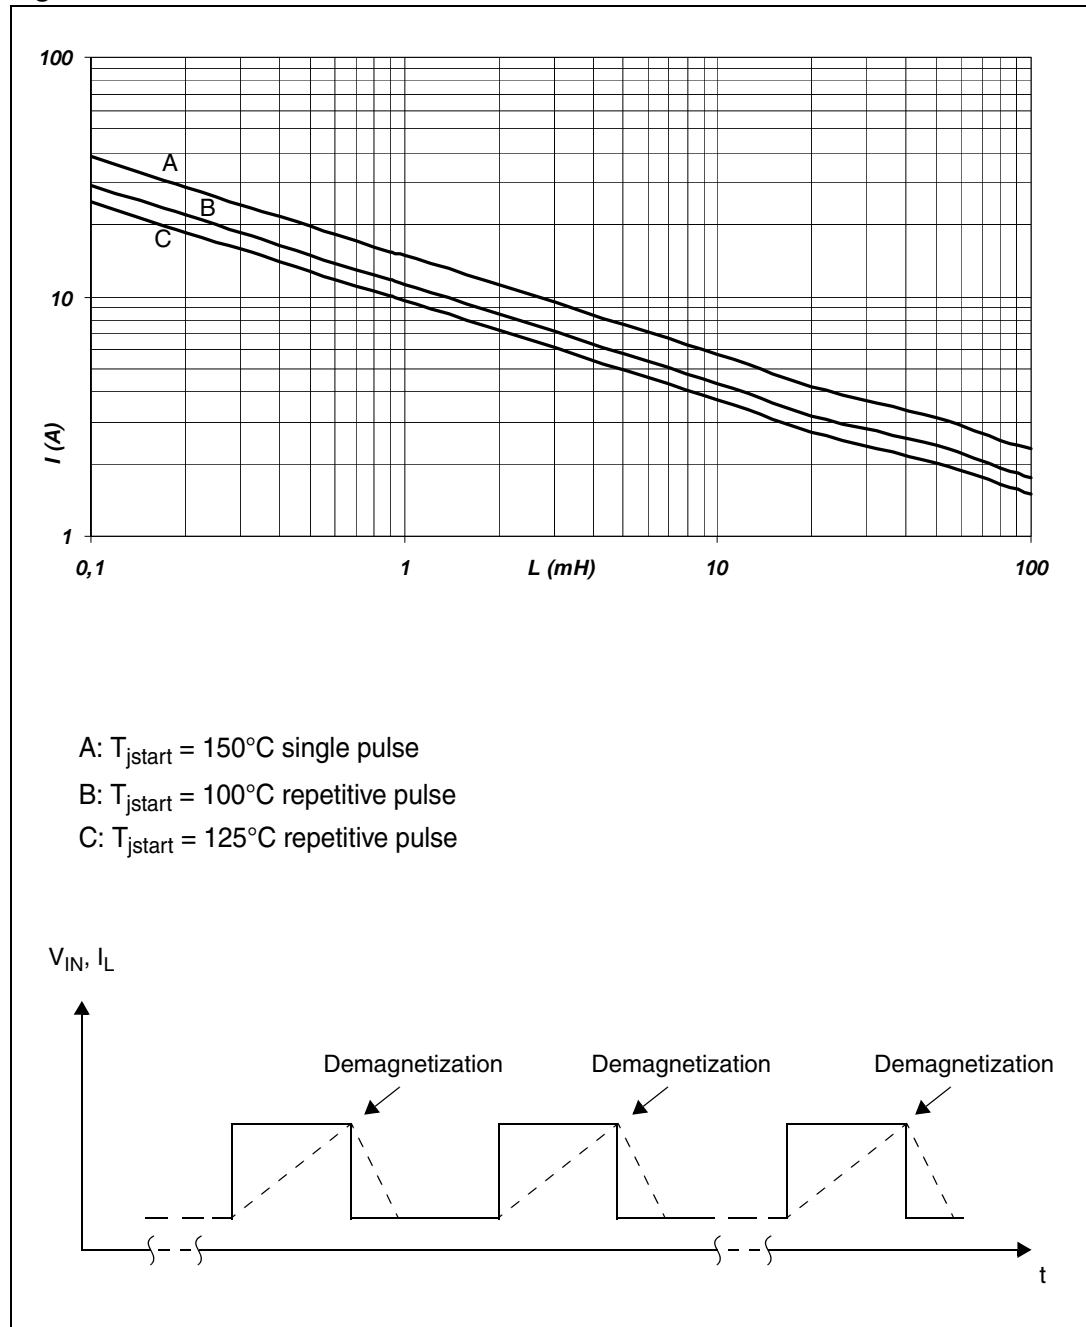 100
A
B
C
10
I (A)
1
0,1 1 L (mH) 10 100
A: Tjstart = 150°C single pulse
B: Tjstart = 100°C repetitive pulse
C: Tjstart = 125°C repetitive pulse
VIN, IL
Demagnetization Demagnetization Demagnetization
t